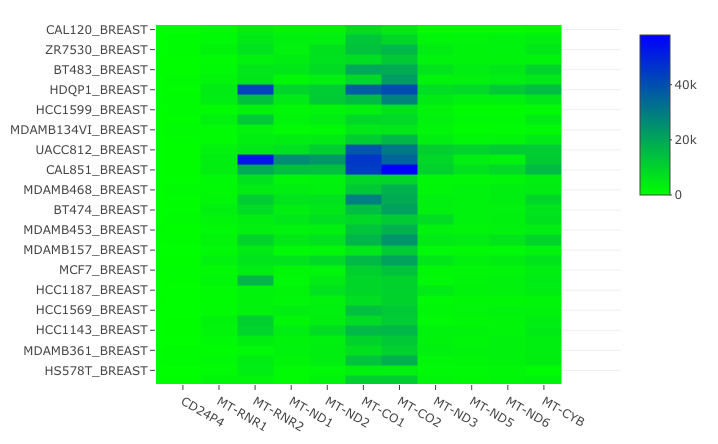 CAL120_BREAST
ZR7530_BREAST
BT483_BREAST
HDQP1_BREAST
HCC1599_BREAST
MDAMB134VI_BREAST
UACC812_BREAST
CAL851_BREAST
MDAMB468_BREAST
BT474_BREAST
MDAMB453_BREAST
MDAMB157_BREAST
MCF7_BREAST
HCC1187_BREAST
HCC1569_BREAST
HCC1143_BREAST
MDAMB361_BREAST
HS578T_BREAST
CD24P4
MT-RNR1
MT-RNR2
MT-ND1
MT-ND2
MT-CO1
MT-CO2
MT-ND3
MT-ND5
MT-ND6
MT-CYB
40k
20k
0